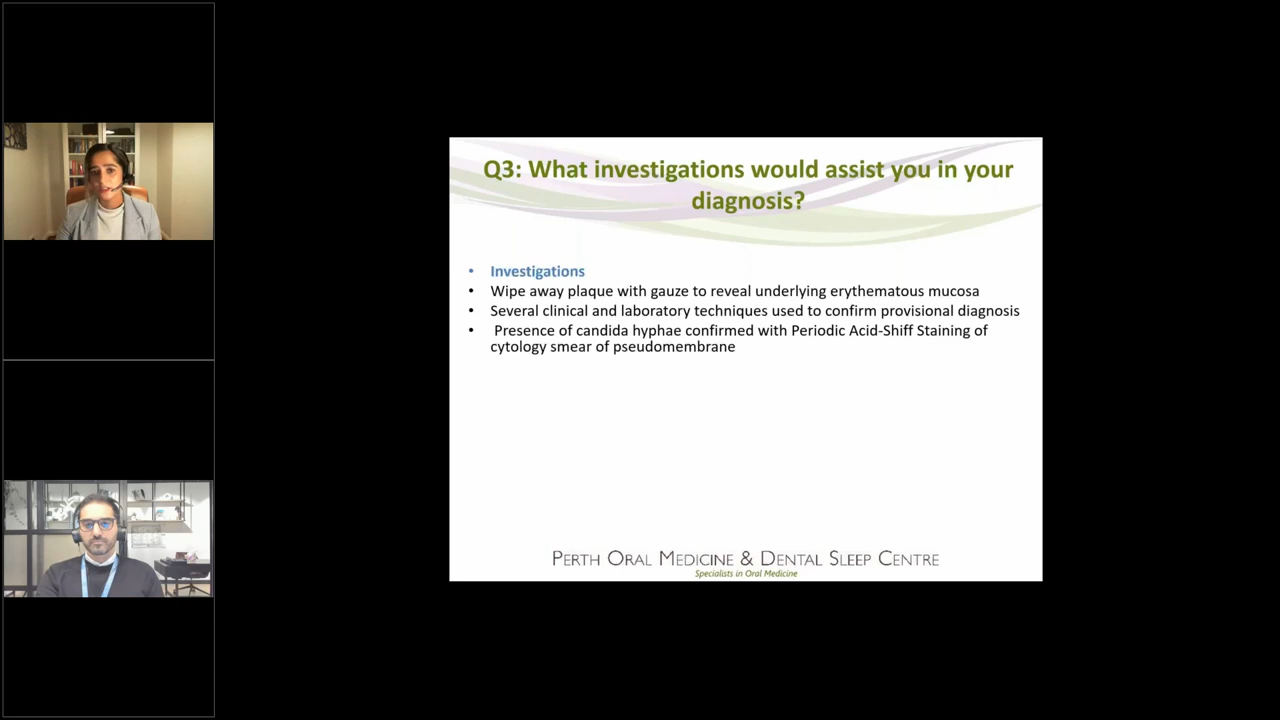 Q3: What investigations would assist you in your
diagnosis?
• Investigations
• Wipe away plaque with gauze to reveal underlying erythematous mucosa
• Several clinical and laboratory techniques used to confirm provisional diagnosis
• Presence of candida hyphae confirmed with Periodic Acid-Shiff Staining of
cytology smear of pseudomembrane
PERTH ORAL MEDICINE & DENTAL SLEEP CENTRE
Specialists in Oral Medicine